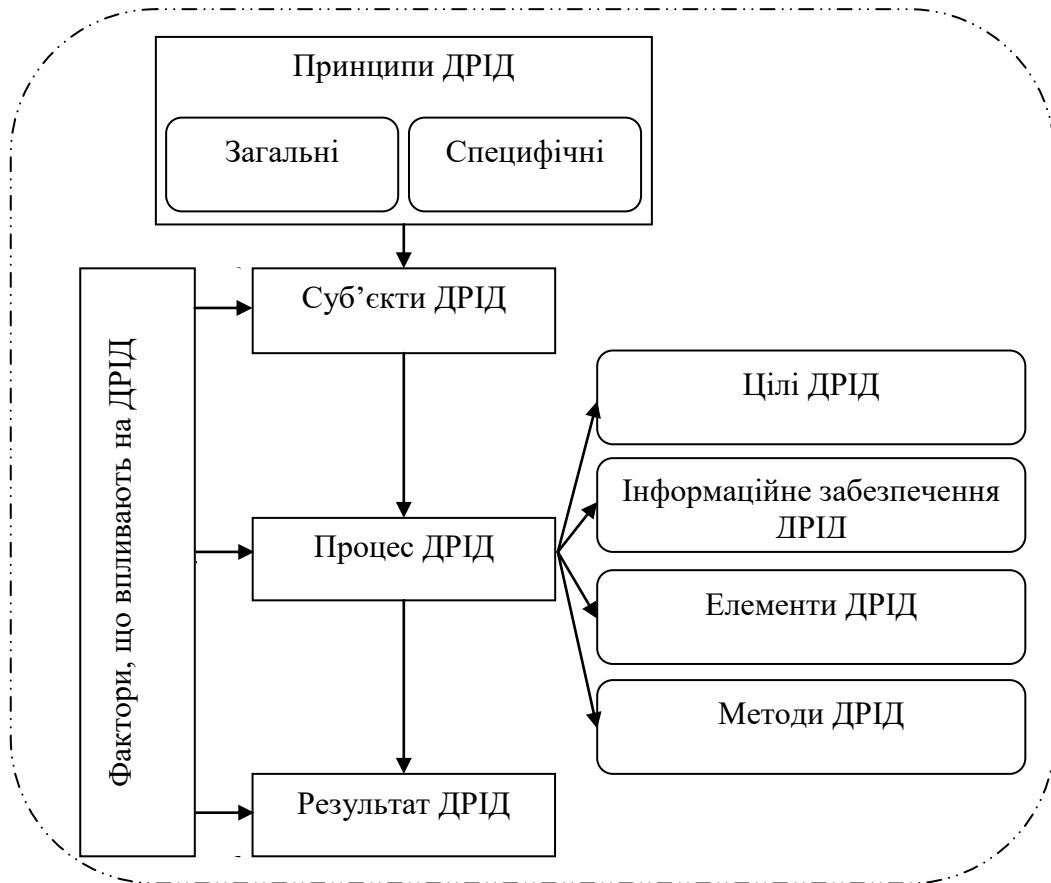 Принципи ДРІД
Загальні
Специфічні
Суб’єкти ДРІД
Фактори, що впливають на ДРІД
Цілі ДРІД
Інформаційне забезпечення
ДРІД
Процес ДРІД
Елементи ДРІД
Методи ДРІД
Результат ДРІД